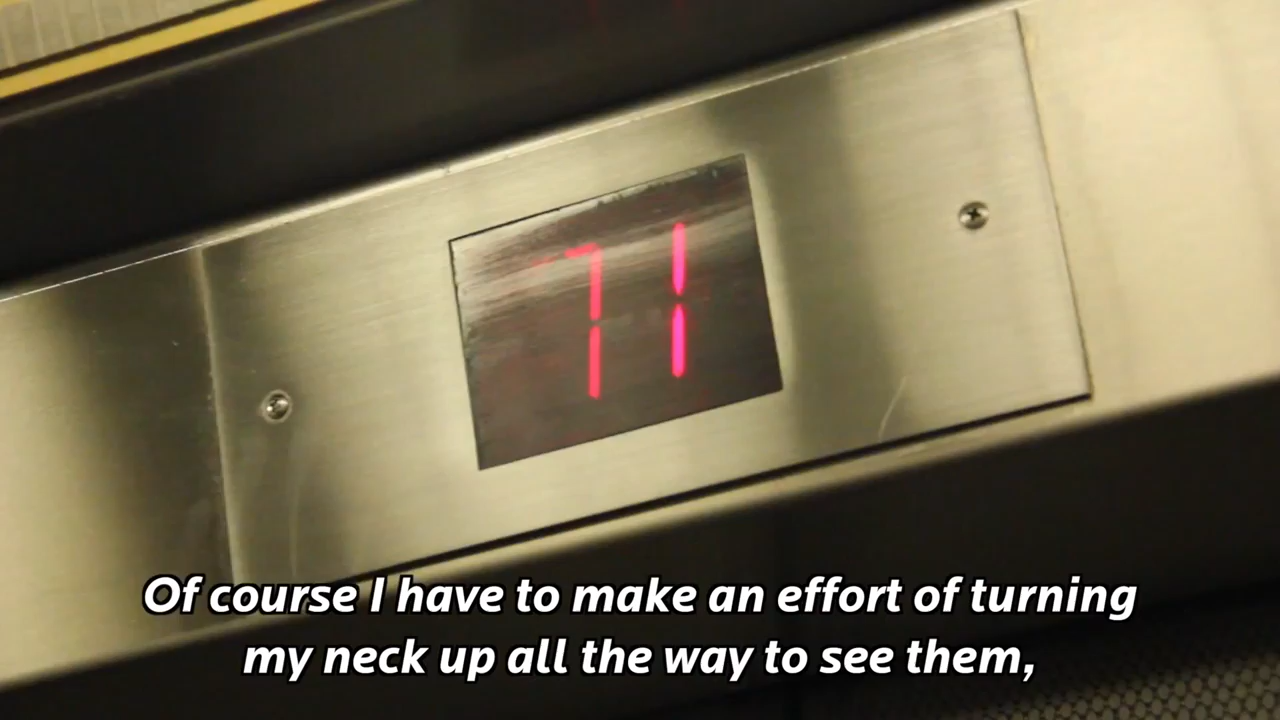 71
Of course I have to make an effort of turning
my neck up all the way to see them,